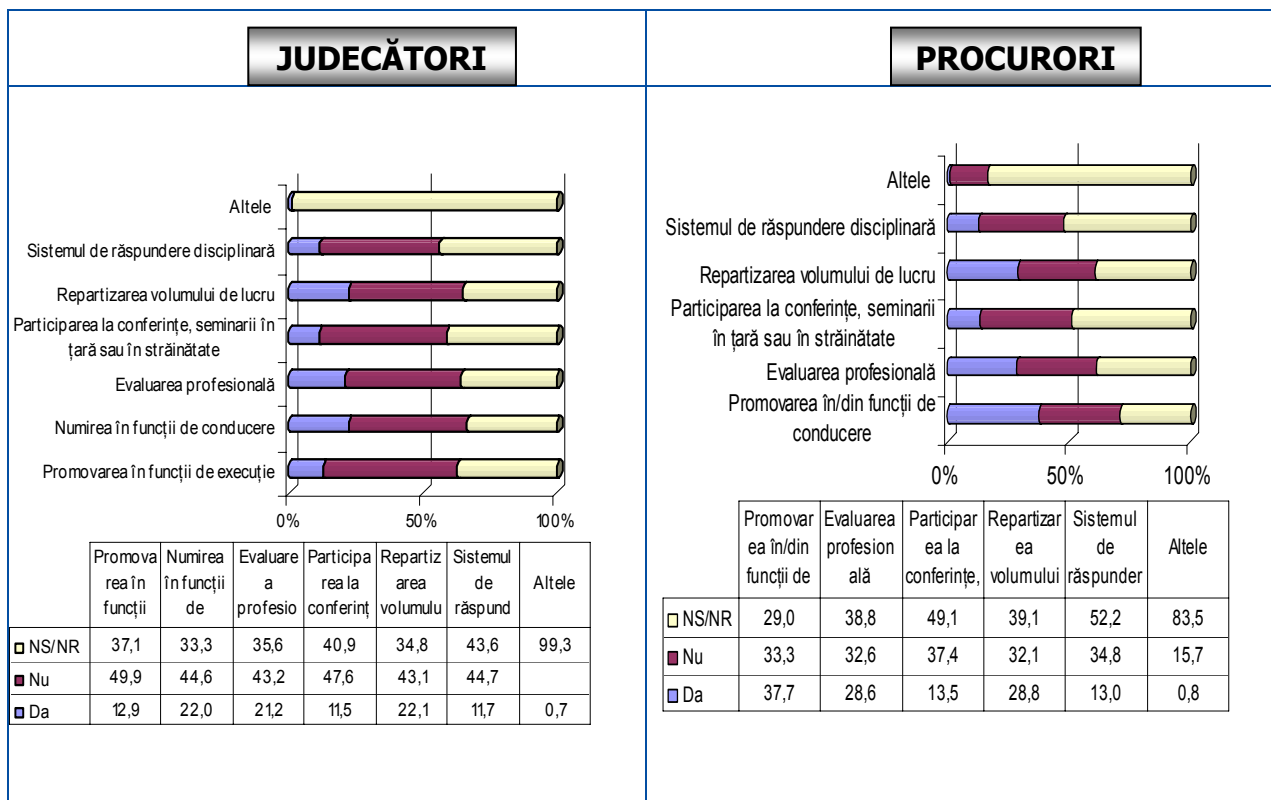 JUDECĂTORI
Altele
Sistemul de răspundere disciplinară
Repartizarea volumului de lucru
Participarea la conferințe, seminarii în
țară sau în străinătate
Evaluarea profesională
Numirea în funcții de conducere
Promovarea în funcții de execuție
0% 50% 100%
Promova Numirea Evaluare Participa Repartiz Sistemul
rea în în funcții a rea la area de Altele
funcții de profesio conferinț volumulu răspund
NS/NR 37,1 33,3 35,6 40,9 34,8 43,6 99,3
Nu 49,9 44,6 43,2 47,6 43,1 44,7
Da 12,9 22,0 21,2 11,5 22,1 11,7 0,7
PROCURORI
Altele
Sistemul de răspundere disciplinară
Repartizarea volumului de lucru
Participarea la conferințe, seminarii
în țară sau în străinătate
Evaluarea profesională
Promovarea în/din funcții de
conducere
0% 50% 100%
Promovar Evaluarea Participar Repartizar Sistemul
ea în/din profesion ea la ea de Altele
funcții de ală conferințe, volumului răspunder
NS/NR 29,0 38,8 49,1 39,1 52,2 83,5
Nu 33,3 32,6 37,4 32,1 34,8 15,7
Da 37,7 28,6 13,5 28,8 13,0 0,8